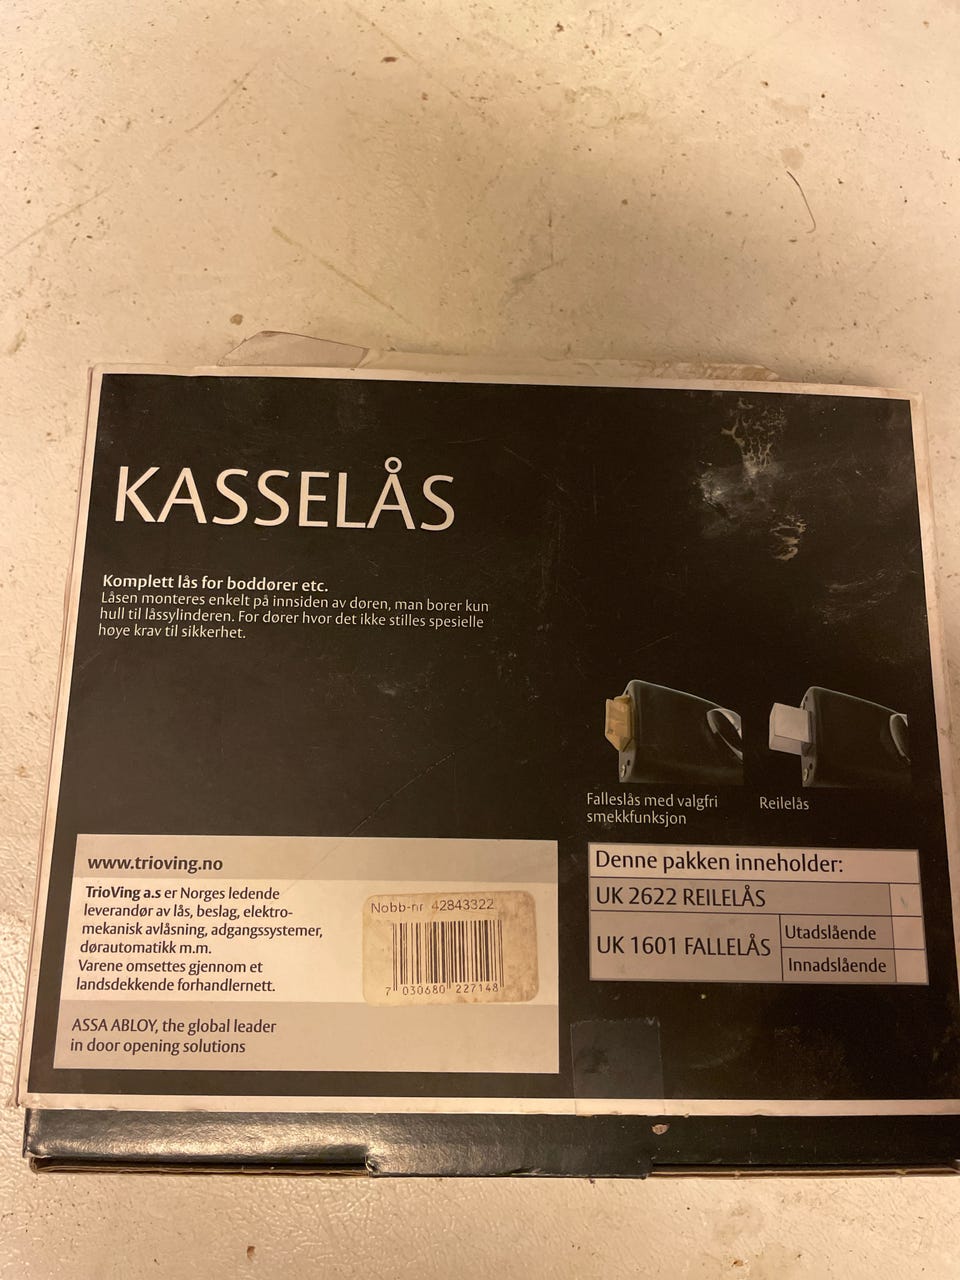 KASSELÅS
Komplett lås for boddører etc.
Låsen monteres enkelt på innsiden av døren, man borer kun
hull til låssylinderen. For dører hvor det ikke stilles spesielle
høye krav til sikkerhet.
Falleslås med valgfri
smekkfunksjon
Reilelås
www.trioving.no
TrioVing a.s er Norges ledende
leverandør av lås, beslag, elektro-
mekanisk avlåsning, adgangssystemer,
dørautomatikk m.m.
Varene omsettes gjennom et
landsdekkende forhandlernett.
ASSA ABLOY, the global leader
in door opening solutions
Nobb-nr 42843322
7 030680 227148
Denne pakken inneholder:
UK 2622 REILELÅS
UK 1601 FALLELÅS
Utadslående
Innadslående